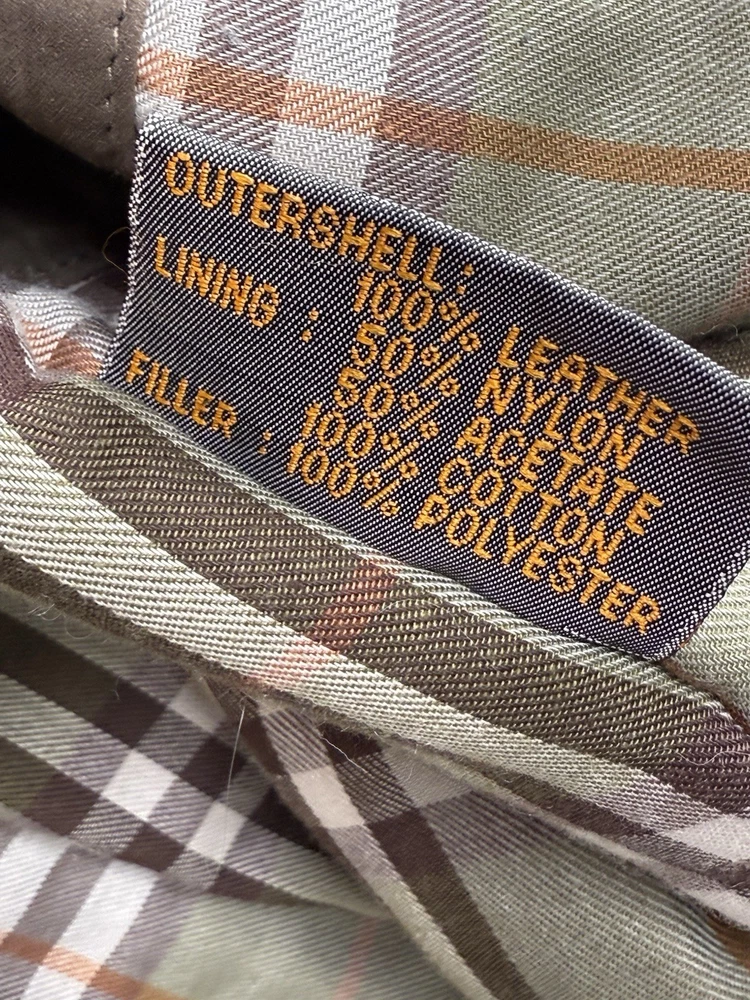 OUTERSHELL :
100% LEATHER
LINING : 50% NYLON
50% ACETATE
100% COTTON
FILLER : 100% POLYESTER